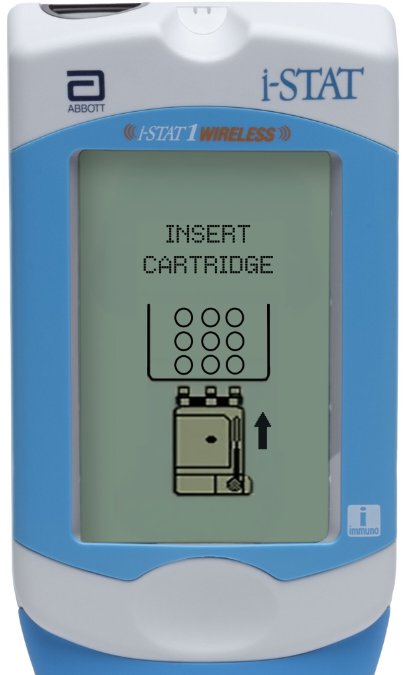 ABBOTT
i-STAT
i-STAT 1 WIRELESS
INSERT
CARTRIDGE
i
immuno